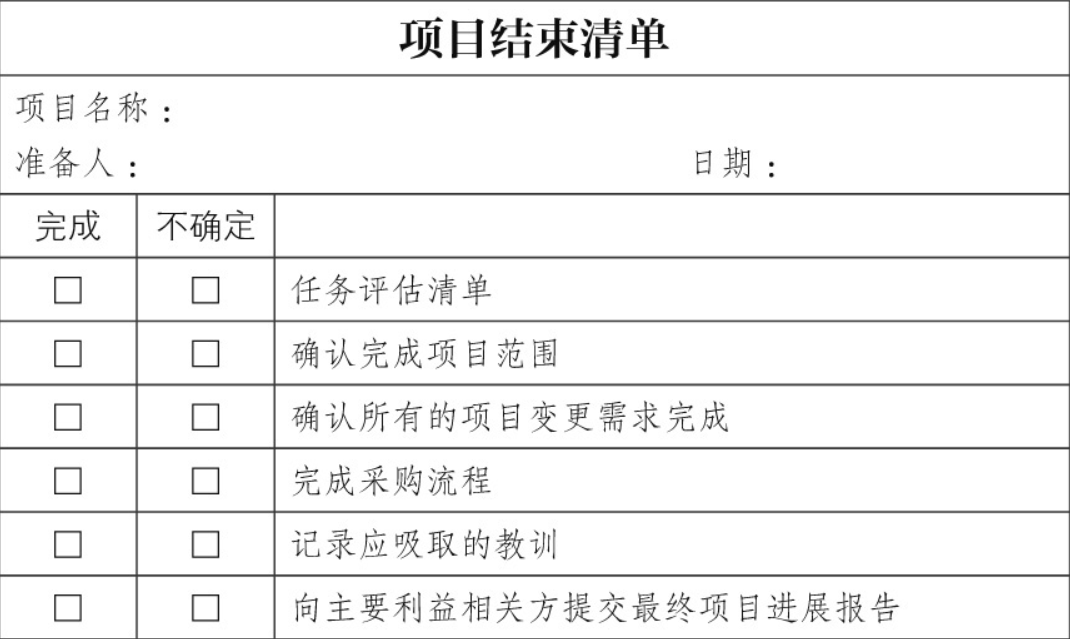 项目结束清单
项目名称：
准备人： 日期：
完成 不确定
□ □ 任务评估清单
□ □ 确认完成项目范围
□ □ 确认所有的项目变更需求完成
□ □ 完成采购流程
□ □ 记录应吸取的教训
□ □ 向主要利益相关方提交最终项目进展报告